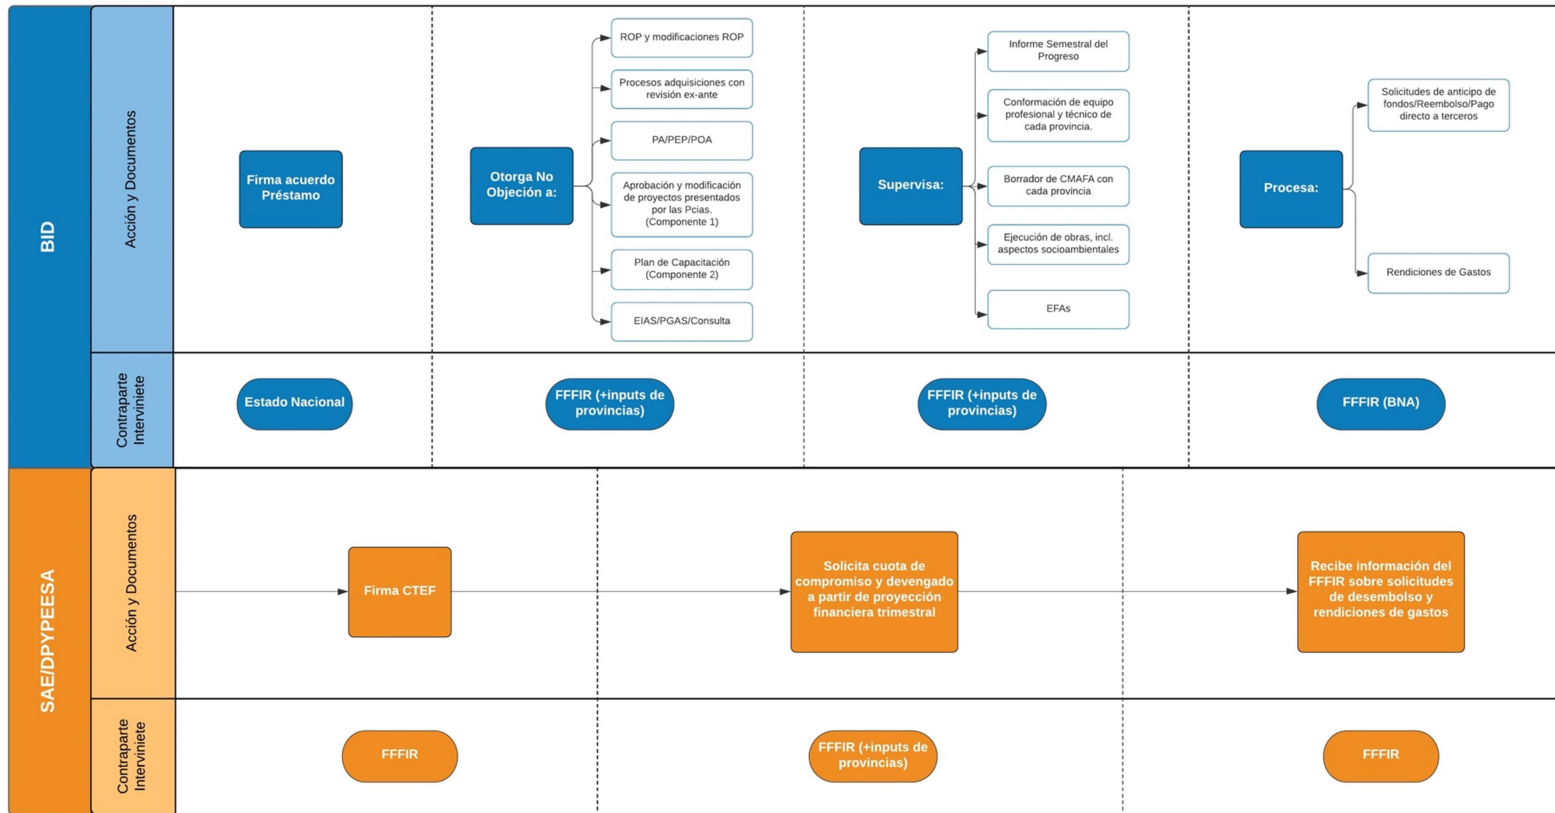 BID
Acción y Documentos
Firma acuerdo
Préstamo
Otorga No
Objeción a:
ROP y modificaciones ROP
Procesos adquisiciones con
revisión ex-ante
PA/PEP/POA
Aprobación y modificación
de proyectos presentados
por las Pcias.
(Componente 1)
Plan de Capacitación
(Componente 2)
EIAS/PGAS/Consulta
Supervisa:
Informe Semestral del
Progreso
Conformación de equipo
profesional y técnico de
cada provincia.
Borrador de CMAFA con
cada provincia
Ejecución de obras, incl.
aspectos socioambientales
EFAs
Procesa:
Solicitudes de anticipo de
fondos/Reembolso/Pago
directo a terceros
Rendiciones de Gastos
Contraparte
Interviniete
Estado Nacional
FFFIR (+inputs de
provincias)
FFFIR (+inputs de
provincias)
FFFIR (BNA)
SAE/DPYPEESA
Acción y Documentos
Firma CTEF
Solicita cuota de
compromiso y devengado
a partir de proyección
financiera trimestral
Recibe información del
FFFIR sobre solicitudes
de desembolso y
rendiciones de gastos
Contraparte
Interviniete
FFFIR
FFFIR (+inputs de
provincias)
FFFIR